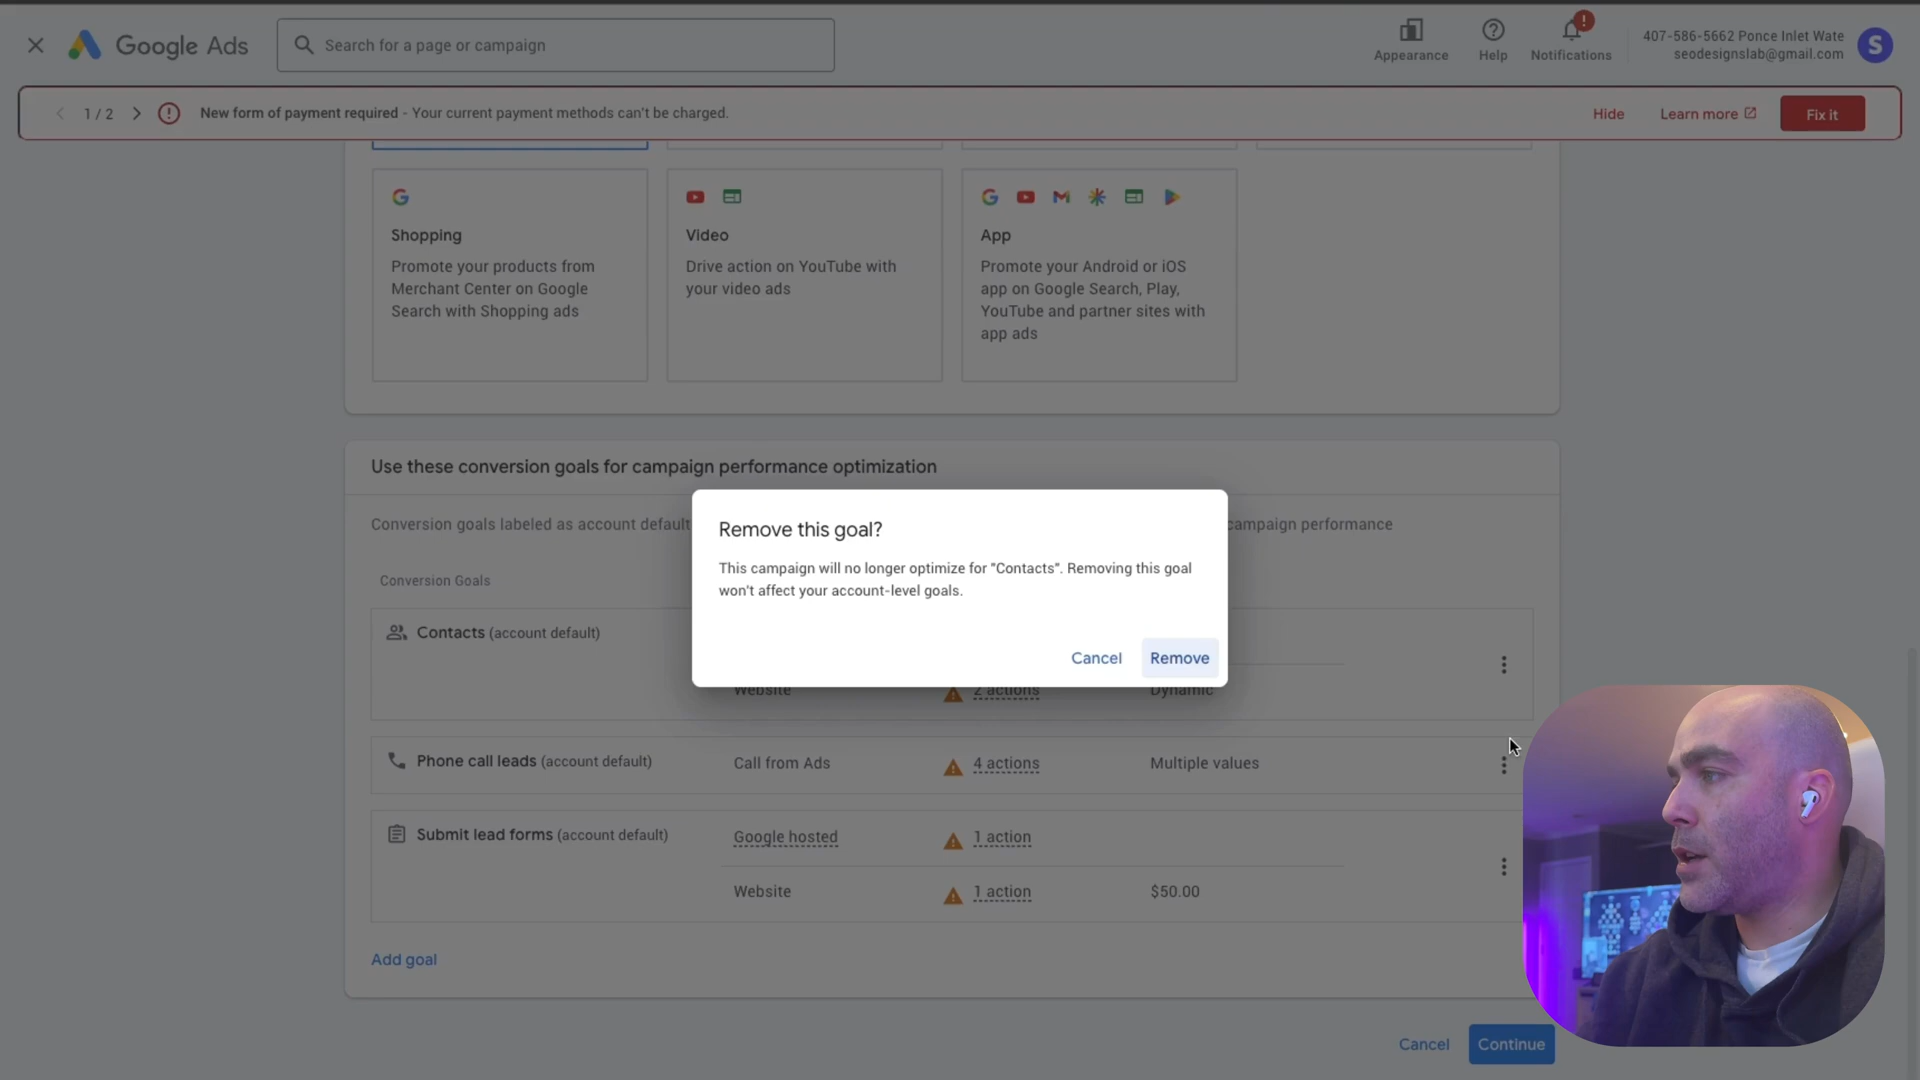 Google Ads
Search for a page or campaign
Appearance
Help
Notifications
407-586-5662 Ponce Inlet Wate
seodesignslab@gmail.com
S
1 / 2
New form of payment required - Your current payment methods can't be charged.
Hide
Learn more
Fix it
Shopping
Promote your products from
Merchant Center on Google
Search with Shopping ads
Video
Drive action on YouTube with
your video ads
App
Promote your Android or iOS
app on Google Search, Play,
YouTube and partner sites with
app ads
Use these conversion goals for campaign performance optimization
Conversion goals labeled as account default
campaign performance
Conversion Goals
Remove this goal?
This campaign will no longer optimize for "Contacts". Removing this goal
won't affect your account-level goals.
Cancel
Remove
Contacts (account default)
Website
2 actions
Dynamic
Phone call leads (account default)
Call from Ads
4 actions
Multiple values
Submit lead forms (account default)
Google hosted
1 action
Website
1 action
$50.00
Add goal
Cancel
Continue